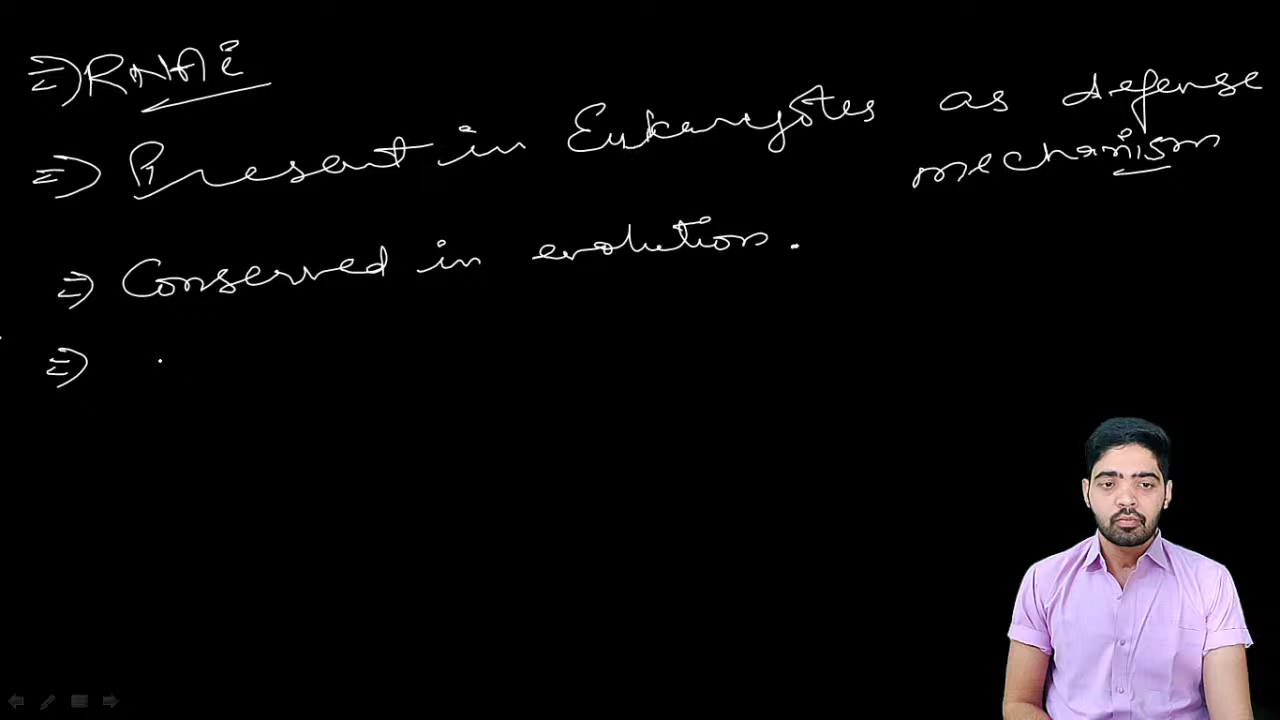 ⇒ RNAi
⇒ Present in Eukaryotes as defense
mechanism
⇒ Conserved in evolution.
⇒